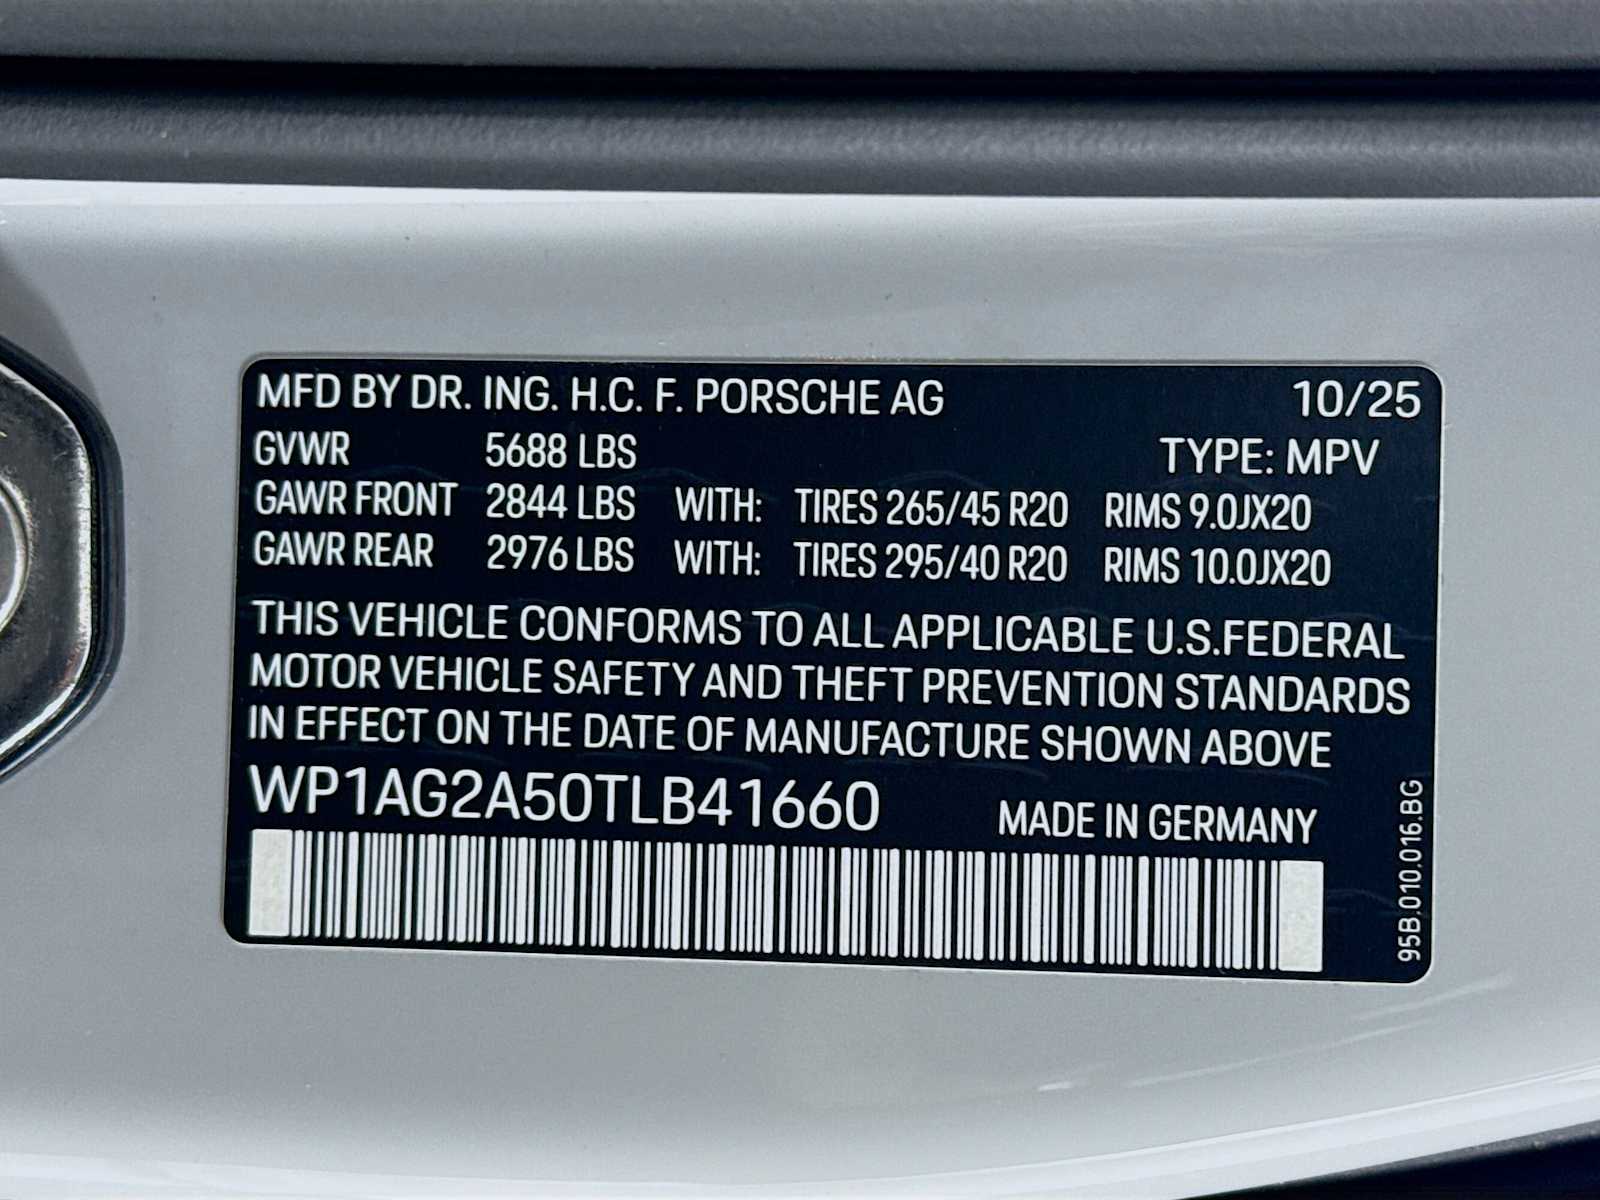 MFD BY DR. ING. H.C. F. PORSCHE AG 10/25
GVWR 5688 LBS TYPE: MPV
GAWR FRONT 2844 LBS WITH: TIRES 265/45 R20 RIMS 9.0JX20
GAWR REAR 2976 LBS WITH: TIRES 295/40 R20 RIMS 10.0JX20
THIS VEHICLE CONFORMS TO ALL APPLICABLE U.S.FEDERAL
MOTOR VEHICLE SAFETY AND THEFT PREVENTION STANDARDS
IN EFFECT ON THE DATE OF MANUFACTURE SHOWN ABOVE
WP1AG2A50TLB41660 MADE IN GERMANY
95B.010.016.BG